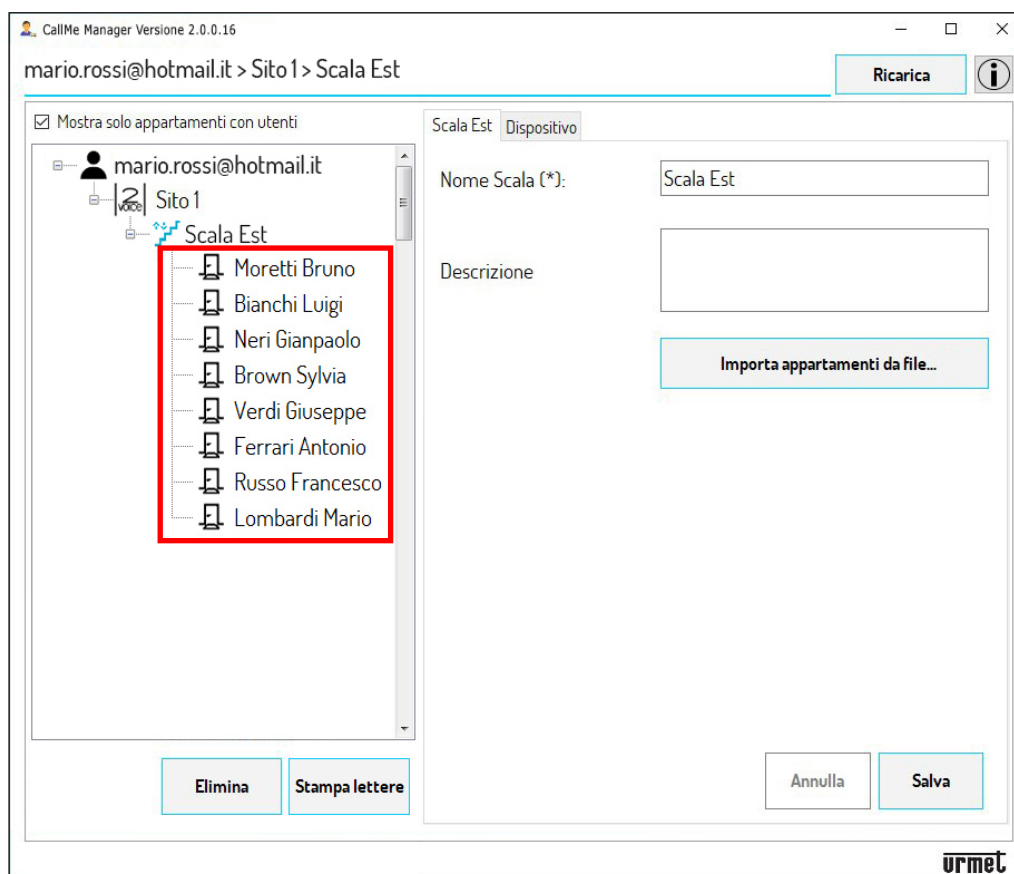 CallMe Manager Versione 2.0.0.16
mario.rossi@hotmail.it > Sito 1 > Scala Est
Ricarica
Mostra solo appartamenti con utenti
mario.rossi@hotmail.it
2 VOICE
Sito 1
Scala Est
Moretti Bruno
Bianchi Luigi
Neri Gianpaolo
Brown Sylvia
Verdi Giuseppe
Ferrari Antonio
Russo Francesco
Lombardi Mario
Elimina
Stampa lettere
Scala Est
Dispositivo
Nome Scala (*):
Scala Est
Descrizione
Importa appartamenti da file...
Annulla
Salva
urmet